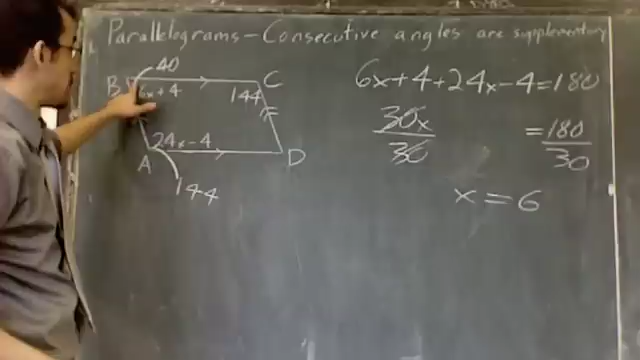 Parallelograms - Consecutive angles are supplementary
40
B
C
6x+4
144
24x-4
A
D
144
6x+4+24x-4=180
30x =180
30 30
x=6